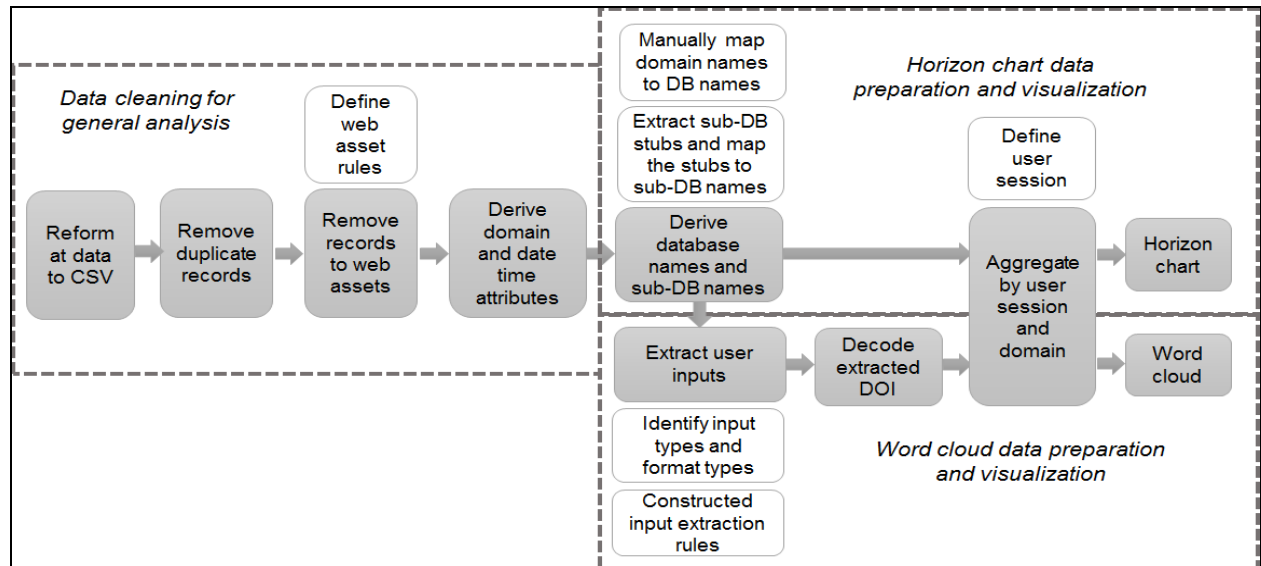 Data cleaning for
general analysis
Define
web
asset
rules
Reform
at data
to CSV
Remove
duplicate
records
Remove
records
to web
assets
Derive
domain
and date
time
attributes
Manually map
domain names
to DB names
Extract sub-DB
stubs and map
the stubs to
sub-DB names
Derive
database
names and
sub-DB names
Horizon chart data
preparation and visualization
Define
user
session
Aggregate
by user
session
and
domain
Horizon
chart
Extract user
inputs
Decode
extracted
DOI
Word
cloud
Identify input
types and
format types
Constructed
input extraction
rules
Word cloud data preparation
and visualization